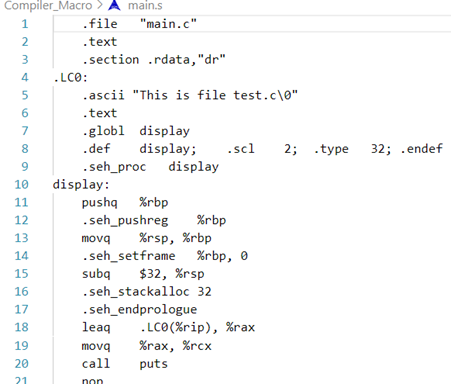 Compiler_Macro > main.s
1 .file "main.c"
2 .text
3 .section .rdata,"dr"
4 .LC0:
5 .ascii "This is file test.c\0"
6 .text
7 .globl display
8 .def display; .scl 2; .type 32; .endef
9 .seh_proc display
10 display:
11 pushq %rbp
12 .seh_pushreg %rbp
13 movq %rsp, %rbp
14 .seh_setframe %rbp, 0
15 subq $32, %rsp
16 .seh_stackalloc 32
17 .seh_endprologue
18 leaq .LC0(%rip), %rax
19 movq %rax, %rcx
20 call puts
21 nop